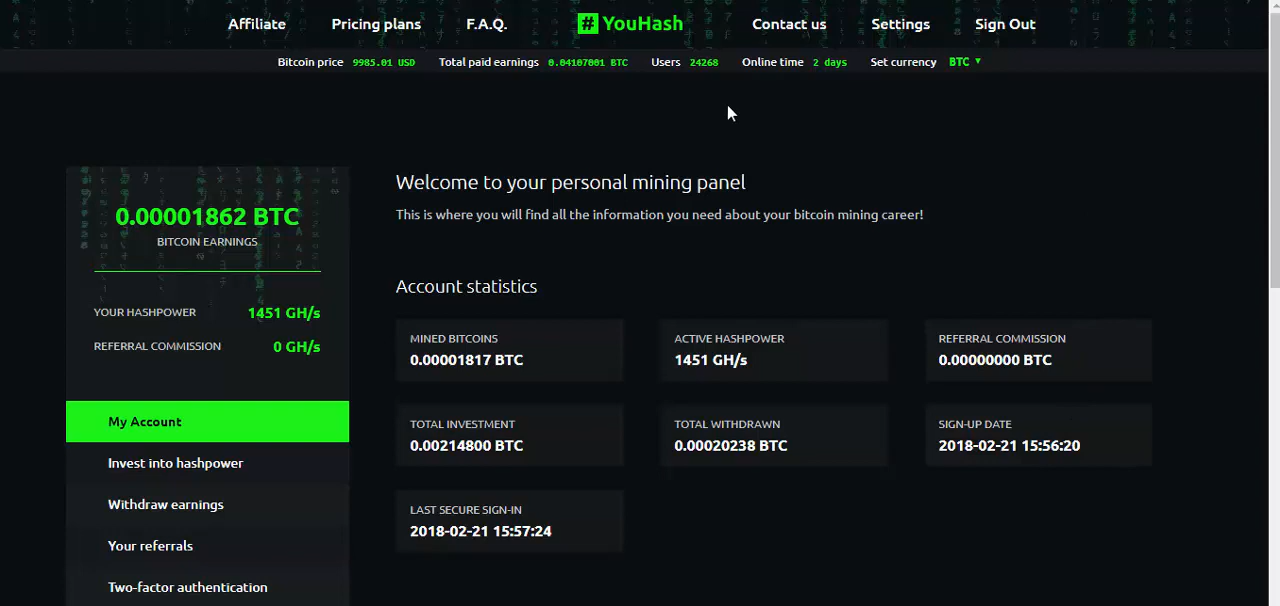 Affiliate Pricing plans F.A.Q. # YouHash Contact us Settings Sign Out
Bitcoin price 9985.01 USD Total paid earnings 0.04107001 BTC Users 24268 Online time 2 days Set currency BTC ▼
0.00001862 BTC
BITCOIN EARNINGS
YOUR HASHPOWER 1451 GH/s
REFERRAL COMMISSION 0 GH/s
My Account
Invest into hashpower
Withdraw earnings
Your referrals
Two-factor authentication
Welcome to your personal mining panel
This is where you will find all the information you need about your bitcoin mining career!
Account statistics
MINED BITCOINS
0.00001817 BTC
ACTIVE HASHPOWER
1451 GH/s
REFERRAL COMMISSION
0.00000000 BTC
TOTAL INVESTMENT
0.00214800 BTC
TOTAL WITHDRAWN
0.00020238 BTC
SIGN-UP DATE
2018-02-21 15:56:20
LAST SECURE SIGN-IN
2018-02-21 15:57:24